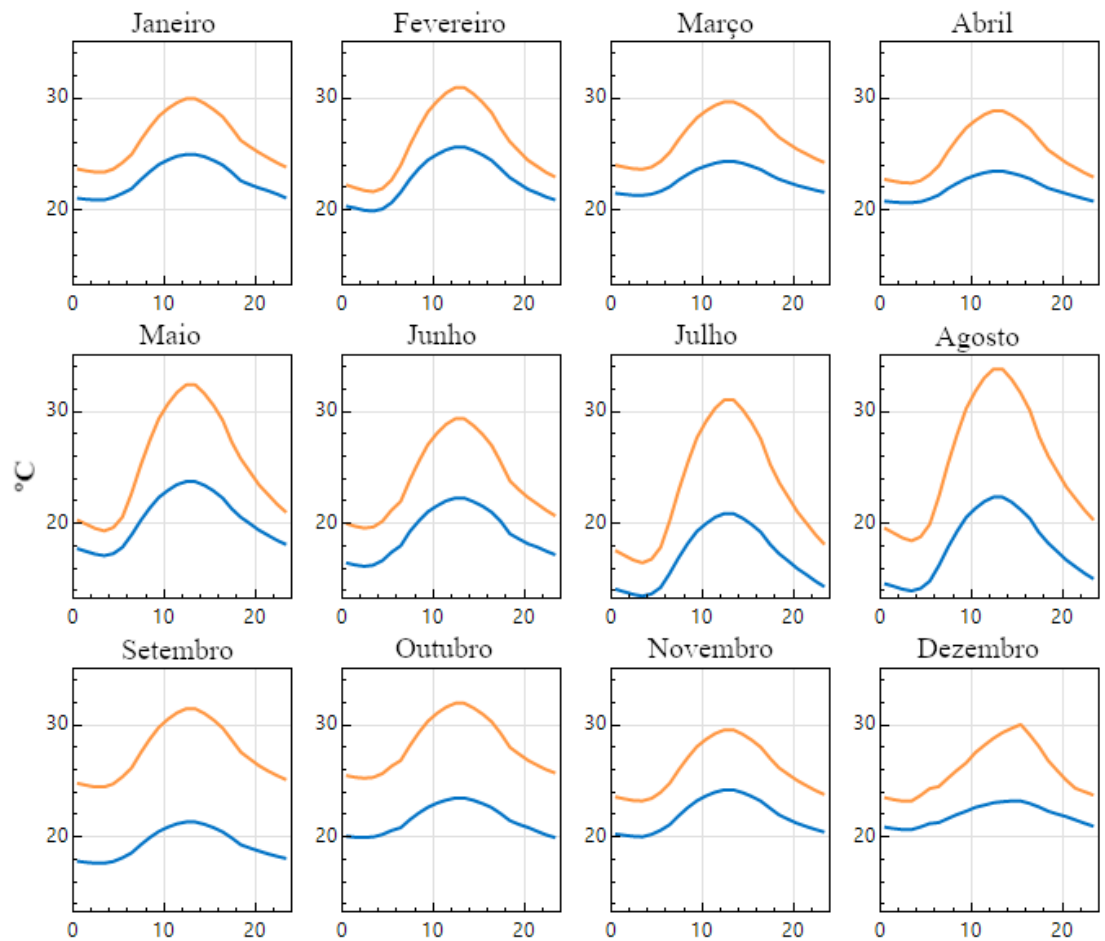 Janeiro Fevereiro Março Abril
30 30 30 30
20 20 20 20
0 10 20 0 10 20 0 10 20 0 10 20
Maio Junho Julho Agosto
30 30 30 30
°C
20 20 20 20
0 10 20 0 10 20 0 10 20 0 10 20
Setembro Outubro Novembro Dezembro
30 30 30 30
20 20 20 20
0 10 20 0 10 20 0 10 20 0 10 20